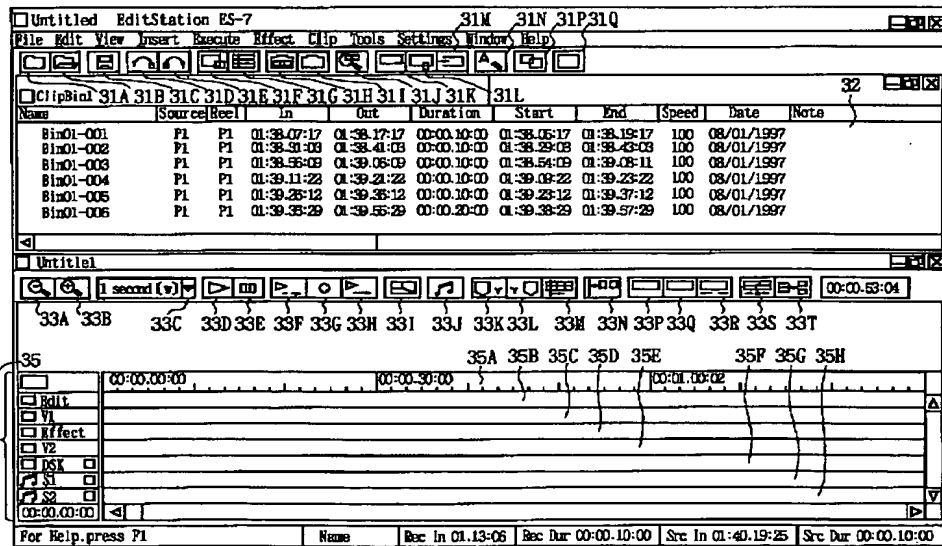 Untitled EditStation ES-7 31M 31N 31P 31Q
File Edit View Insert Execute Effect Clip Tools Settings Window Help
ClipBin1 31A 31B 31C 31D 31E 31F 31G 31H 31I 31J 31K 31L 32
Name Source Reel In Out Duration Start End Speed Date Note
Bin01-001 P1 P1 01:38.07:17 01:38.17:17 00:00.10:00 01:38.05:17 01:38.19:17 100 08/01/1997
Bin01-002 P1 P1 01:38.31:03 01:38.41:03 00:00.10:00 01:38.29:03 01:38.43:03 100 08/01/1997
Bin01-003 P1 P1 01:38.56:09 01:39.06:09 00:00.10:00 01:38.54:09 01:39.08:11 100 08/01/1997
Bin01-004 P1 P1 01:39.11:22 01:39.21:22 00:00.10:00 01:39.09:22 01:39.23:22 100 08/01/1997
Bin01-005 P1 P1 01:39.25:12 01:39.35:12 00:00.10:00 01:39.23:12 01:39.37:12 100 08/01/1997
Bin01-006 P1 P1 01:39.35:29 01:39.55:29 00:00.20:00 01:39.38:29 01:39.57:29 100 08/01/1997
Untitle1
1 second (v) 00:00.53:04
33A 33B 33C 33D 33E 33F 33G 33H 33I 33J 33K 33L 33M 33N 33P 33Q 33R 33S 33T
35 35A 35B 35C 35D 35E 35F 35G 35H
00:00.00:00 00:00.30:00 00:01.00:02
Edit
V1
Effect
V2
DSK
S1
S2
00:00.00:00
For Help.press F1 Name Rec In 01.13:06 Rec Dur 00:00.10:00 Src In 01:40.19:25 Src Dur 00:00.10:00